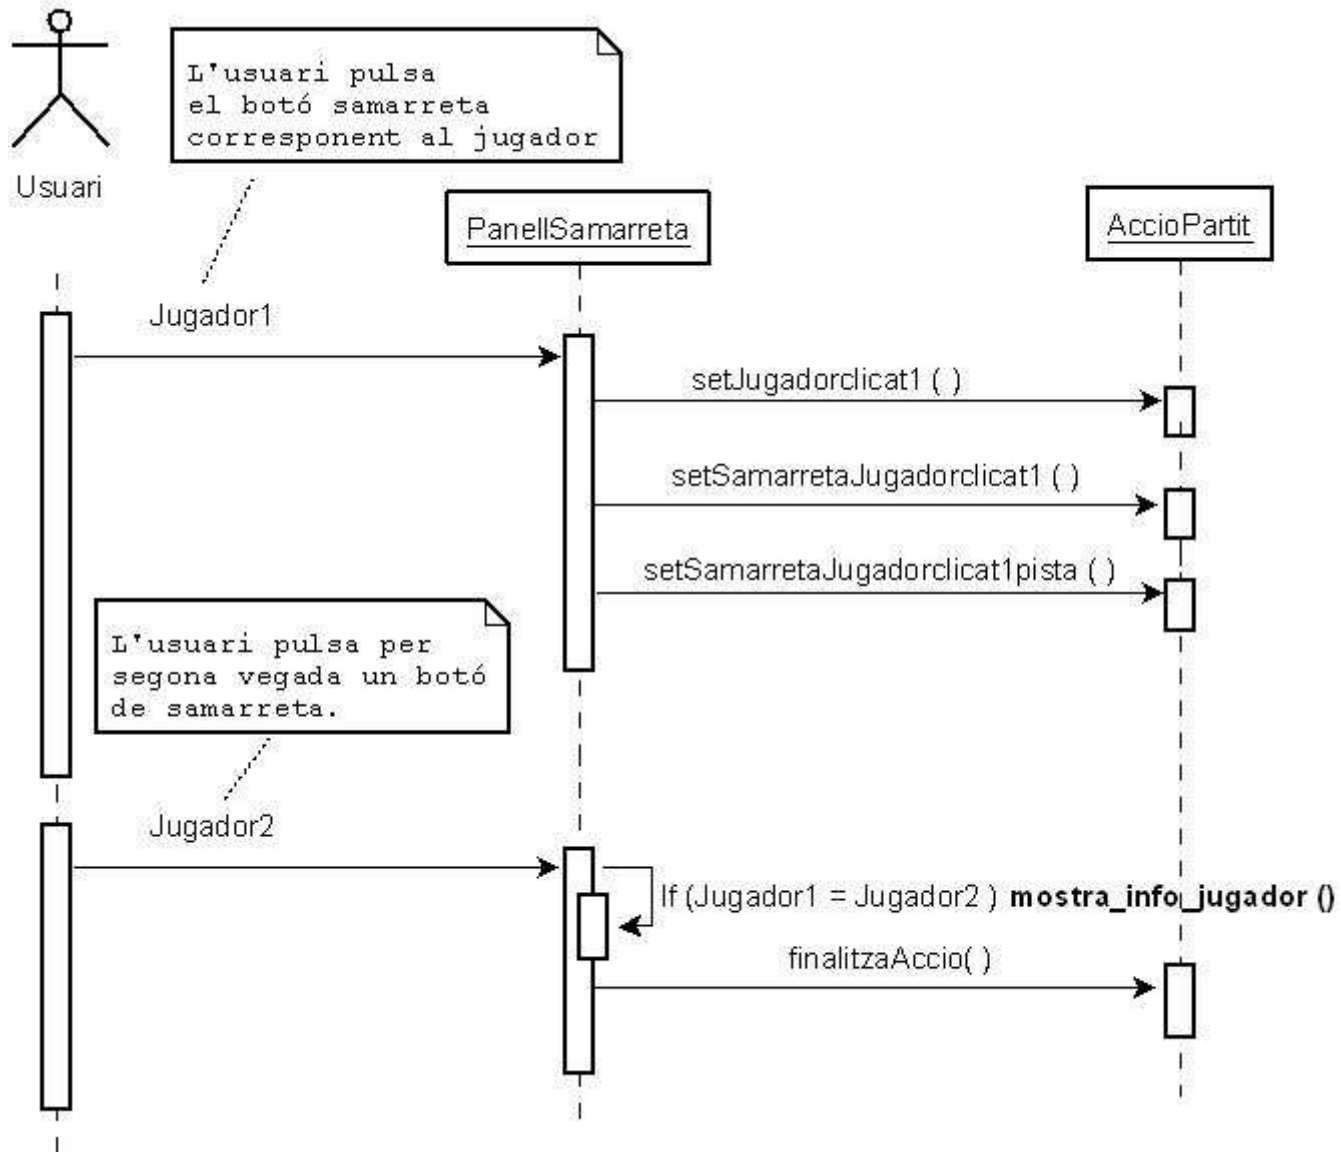 L'usuari pulsa
el botó samarreta
corresponent al jugador
Usuari
PanellSamarreta
AccioPartit
Jugador1
setJugadorclicat1 ( )
setSamarretaJugadorclicat1 ( )
setSamarretaJugadorclicat1pista ( )
L'usuari pulsa per
segona vegada un botó
de samarreta.
Jugador2
If (Jugador1 = Jugador2 ) mostra_info_jugador ()
finalitzaAccio( )